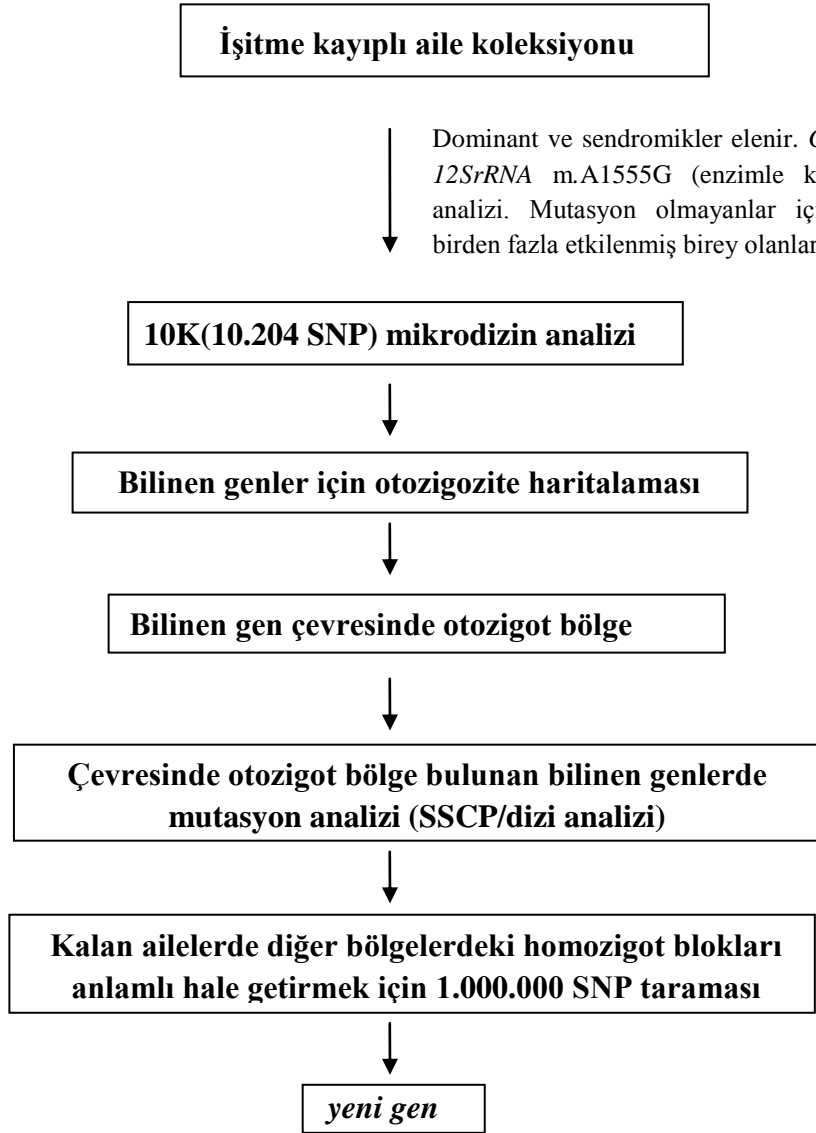 İşitme kayıplı aile koleksiyonu
Dominant ve sendromikler elenir.
12SrRNA m.A1555G (enzimle
analizi. Mutasyon olmayanlar
birden fazla etkilenmiş birey olanlar
10K(10.204 SNP) mikrodizin analizi
Bilinen genler için otozigozite haritalaması
Bilinen gen çevresinde otozigot bölge
Çevresinde otozigot bölge bulunan bilinen genlerde
mutasyon analizi (SSCP/dizi analizi)
Kalan ailelerde diğer bölgelerdeki homozigot blokları
anlamlı hale getirmek için 1.000.000 SNP taraması
yeni gen